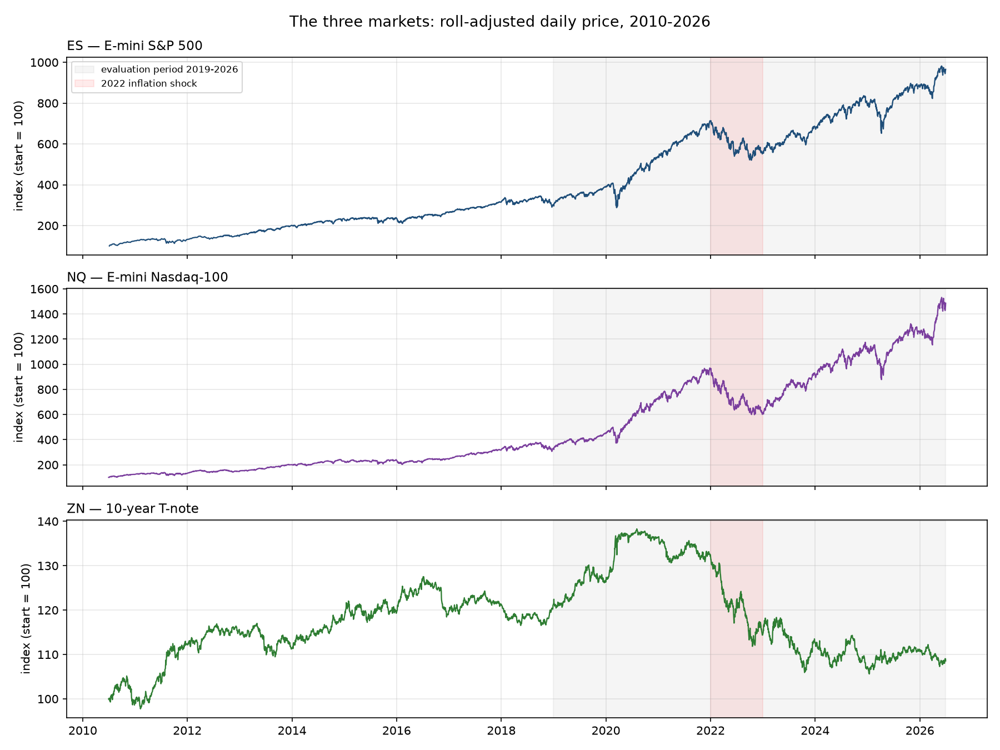 The three markets: roll-adjusted daily price, 2010-2026
ES — E-mini S&P 500
1000
800
600
400
200
index (start = 100)
evaluation period 2019-2026
2022 inflation shock
NQ — E-mini Nasdaq-100
1600
1400
1200
1000
800
600
400
200
index (start = 100)
ZN — 10-year T-note
140
130
120
110
100
index (start = 100)
2010 2012 2014 2016 2018 2020 2022 2024 2026